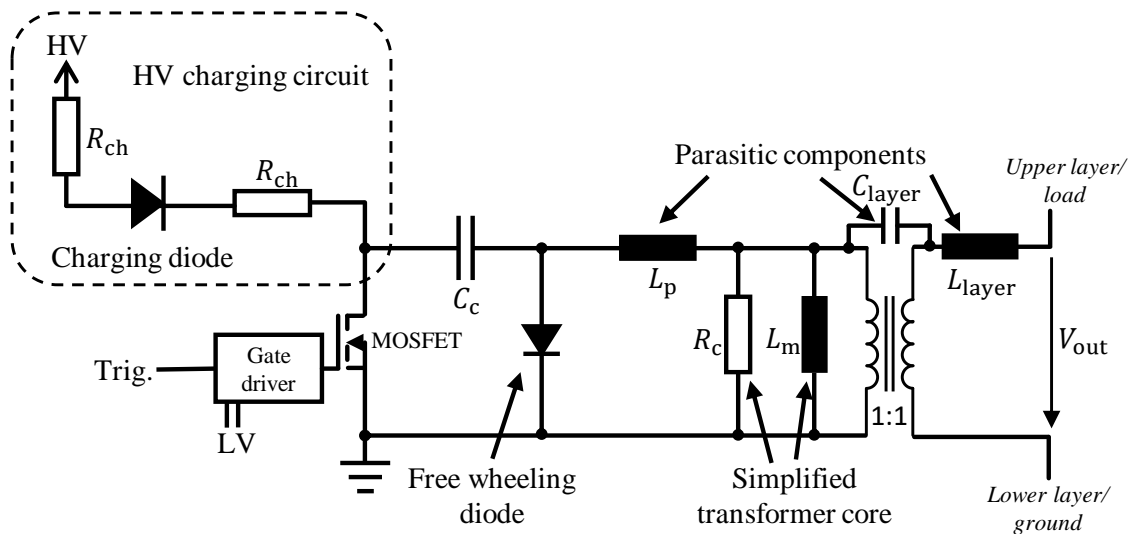 HV
HV charging circuit
R_ch
R_ch
Charging diode
Parasitic components
C_layer
Upper layer/
load
L_p
L_layer
C_c
MOSFET
R_c
L_m
V_out
Trig.
Gate
driver
LV
1:1
Free wheeling
diode
Simplified
transformer core
Lower layer/
ground